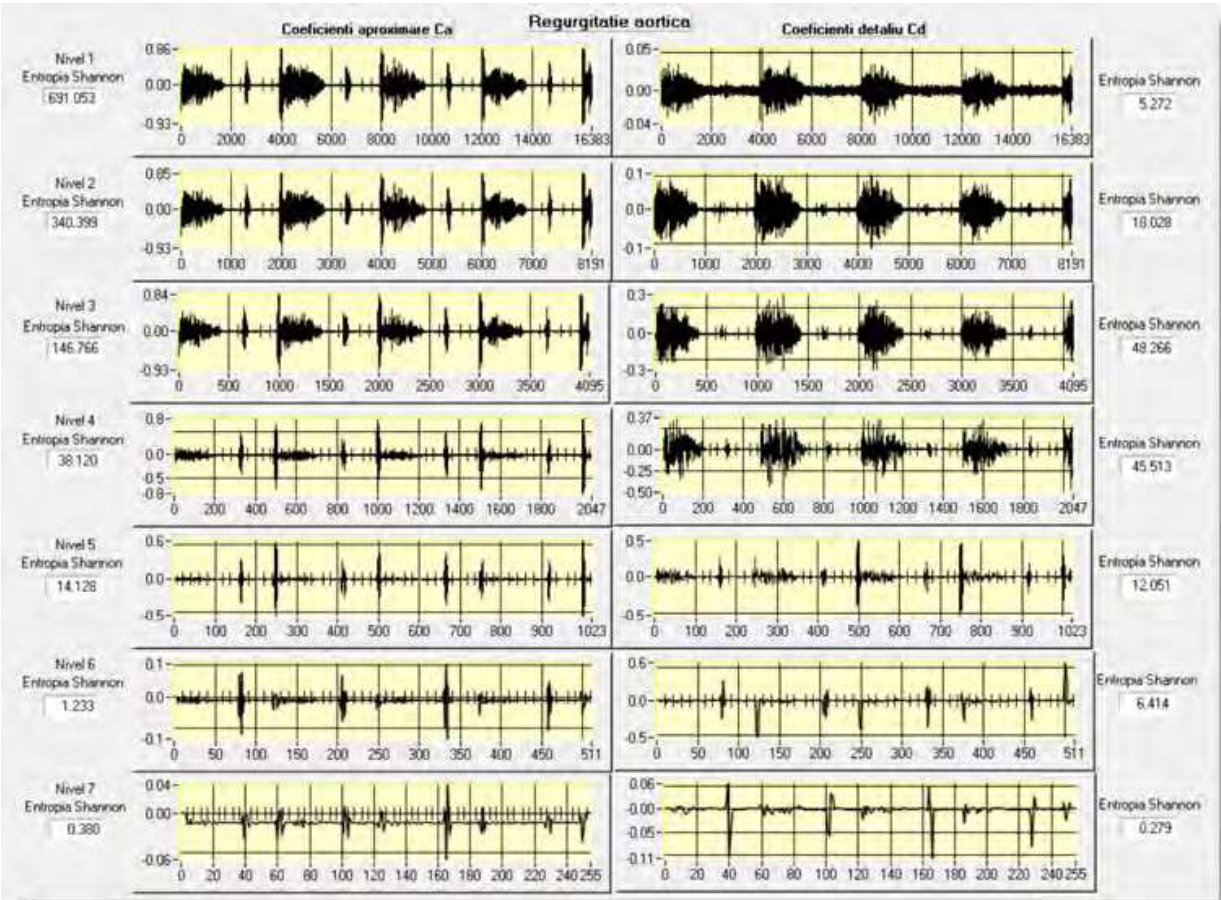 Regurgitatie aortica
Coeficienti aproximare Ca
Coeficienti detaliu Cd
Nivel 1
Entropia Shannon
691.053
0.86
0.00
-0.93
0 2000 4000 6000 8000 10000 12000 14000 16383
0.05
0.00
-0.04
0 2000 4000 6000 8000 10000 12000 14000 16383
Entropia Shannon
5.272
Nivel 2
Entropia Shannon
340.399
0.85
0.00
-0.93
0 1000 2000 3000 4000 5000 6000 7000 8191
0.1
0.0
-0.1
0 1000 2000 3000 4000 5000 6000 7000 8191
Entropia Shannon
18.028
Nivel 3
Entropia Shannon
146.766
0.84
0.00
-0.93
0 500 1000 1500 2000 2500 3000 3500 4095
0.3
0.0
-0.3
0 500 1000 1500 2000 2500 3000 3500 4095
Entropia Shannon
48.266
Nivel 4
Entropia Shannon
38.120
0.8
0.0
-0.5
-0.8
0 200 400 600 800 1000 1200 1400 1600 1800 2047
0.37
0.00
-0.25
-0.50
0 200 400 600 800 1000 1200 1400 1600 1800 2047
Entropia Shannon
45.513
Nivel 5
Entropia Shannon
14.128
0.6
0.0
-0.5
0 100 200 300 400 500 600 700 800 900 1023
0.5
0.0
-0.5
0 100 200 300 400 500 600 700 800 900 1023
Entropia Shannon
12.051
Nivel 6
Entropia Shannon
1.233
0.1
0.0
-0.1
0 50 100 150 200 250 300 350 400 450 511
0.6
0.0
-0.5
0 50 100 150 200 250 300 350 400 450 511
Entropia Shannon
6.414
Nivel 7
Entropia Shannon
0.380
0.04
0.00
-0.06
0 20 40 60 80 100 120 140 160 180 200 220 240 255
0.06
0.00
-0.05
-0.11
0 20 40 60 80 100 120 140 160 180 200 220 240 255
Entropia Shannon
0.279